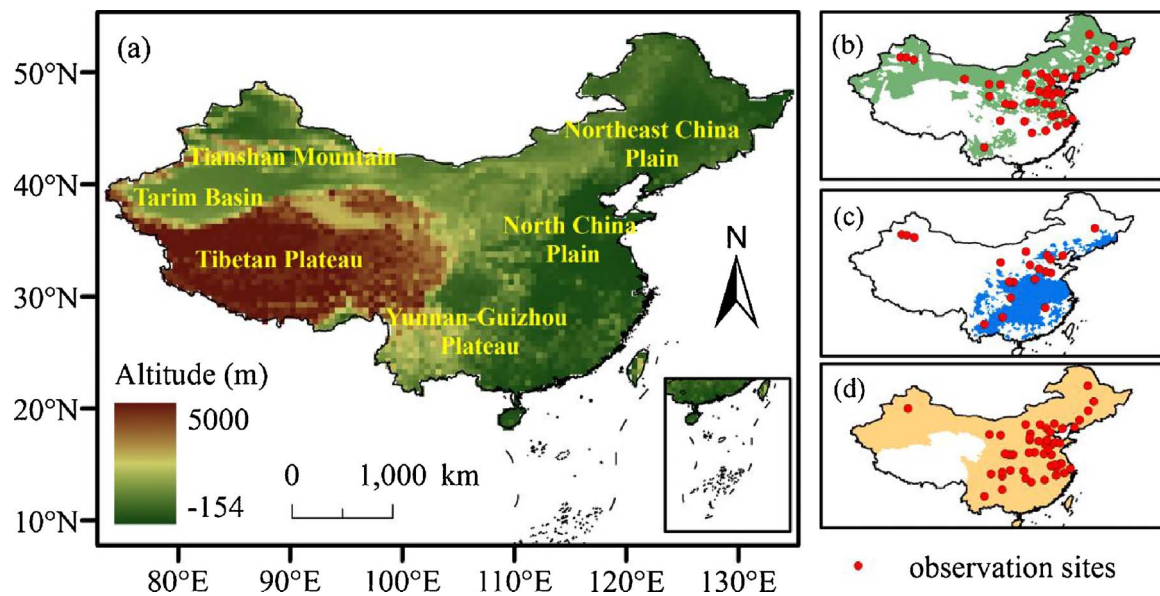 (a)
50°N
40°N
30°N
20°N
10°N
Northeast China
Plain
Tianshan Mountain
Tarim Basin
North China
Plain
Tibetan Plateau
N
Yunnan-Guizhou
Plateau
Altitude (m)
5000
-154
0 1,000 km
80°E 90°E 100°E 110°E 120°E 130°E
(b)
(c)
(d)
observation sites